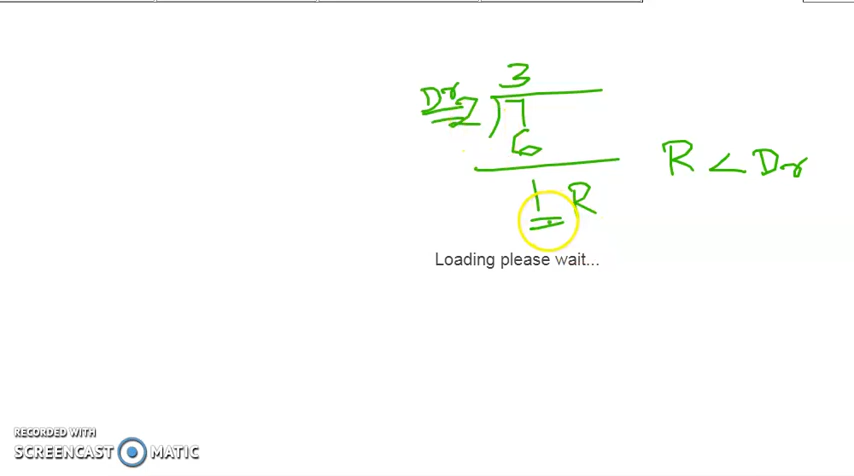 3
Dr 2 ) 7
6
1 R
R < Dr
Loading please wait...
RECORDED WITH
SCREENCAST MATIC